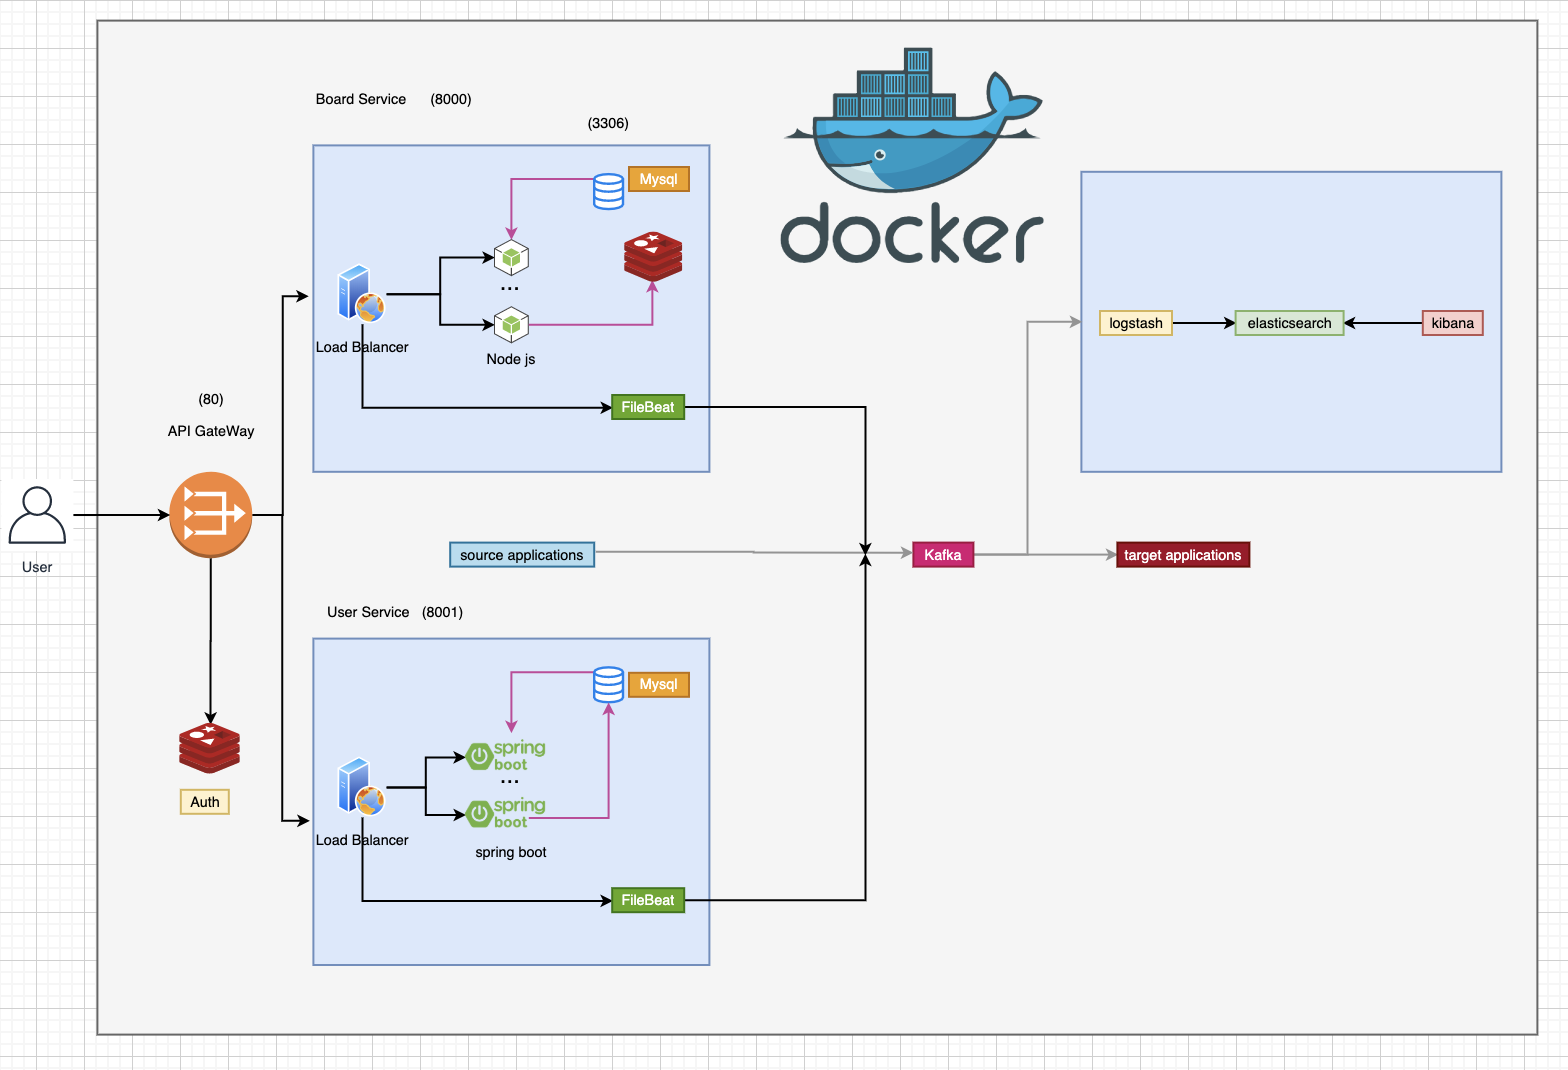 Board Service (8000)
(3306)
Mysql
...
Load Balancer
Node js
FileBeat
docker
logstash
elasticsearch
kibana
(80)
API GateWay
User
source applications
Kafka
target applications
User Service (8001)
Mysql
spring
boot
...
spring
boot
Load Balancer
spring boot
FileBeat
Auth